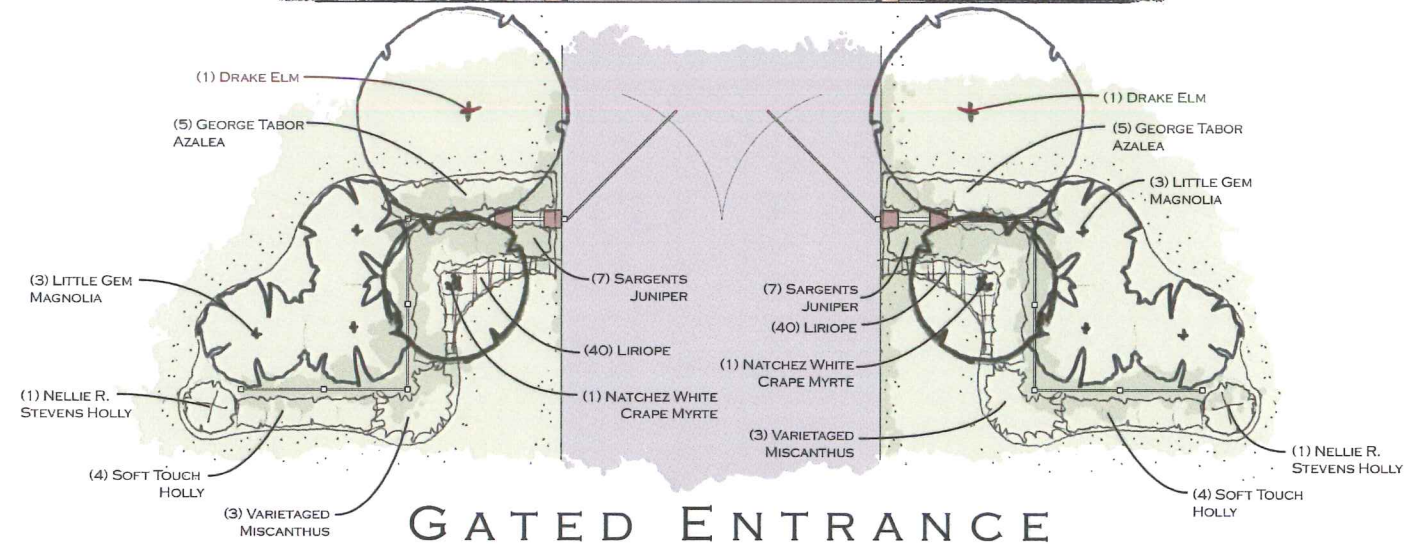 (1) DRAKE ELM
(5) GEORGE TABOR
AZALEA
(3) LITTLE GEM
MAGNOLIA
(7) SARGENTS
JUNIPER
(40) LIRIOPE
(1) NELLIE R.
STEVENS HOLLY
(1) NATCHEZ WHITE
CRAPE MYRTE
(4) SOFT TOUCH
HOLLY
(3) VARIETAGED
MISCANTHUS
(1) DRAKE ELM
(5) GEORGE TABOR
AZALEA
(3) LITTLE GEM
MAGNOLIA
(7) SARGENTS
JUNIPER
(40) LIRIOPE
(1) NATCHEZ WHITE
CRAPE MYRTE
(3) VARIETAGED
MISCANTHUS
(1) NELLIE R.
STEVENS HOLLY
(4) SOFT TOUCH
HOLLY
GATED ENTRANCE